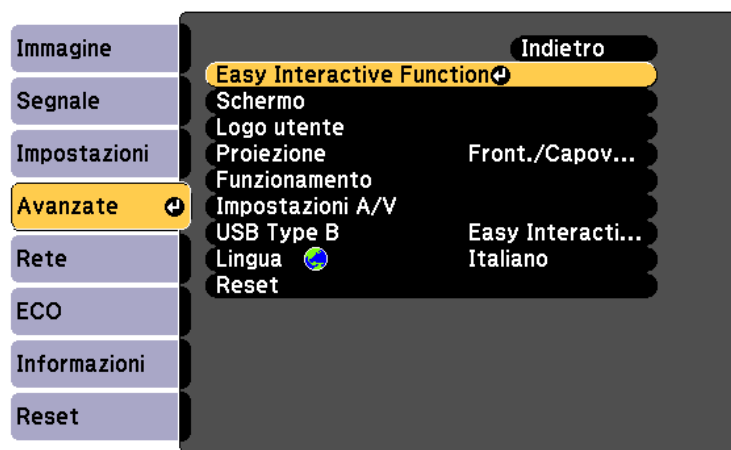 Immagine
Segnale
Impostazioni
Avanzate
Rete
ECO
Informazioni
Reset
Indietro
Easy Interactive Function
Schermo
Logo utente
Proiezione Front./Capov...
Funzionamento
Impostazioni A/V
USB Type B Easy Interacti...
Lingua Italiano
Reset